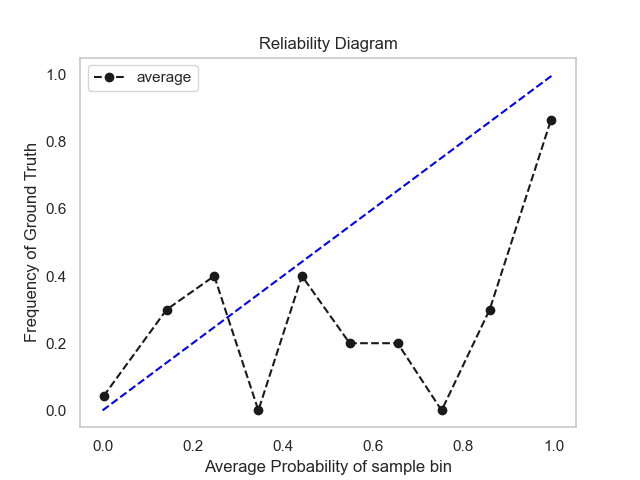 Reliability Diagram
average
Frequency of Ground Truth
1.0
0.8
0.6
0.4
0.2
0.0
0.0 0.2 0.4 0.6 0.8 1.0
Average Probability of sample bin